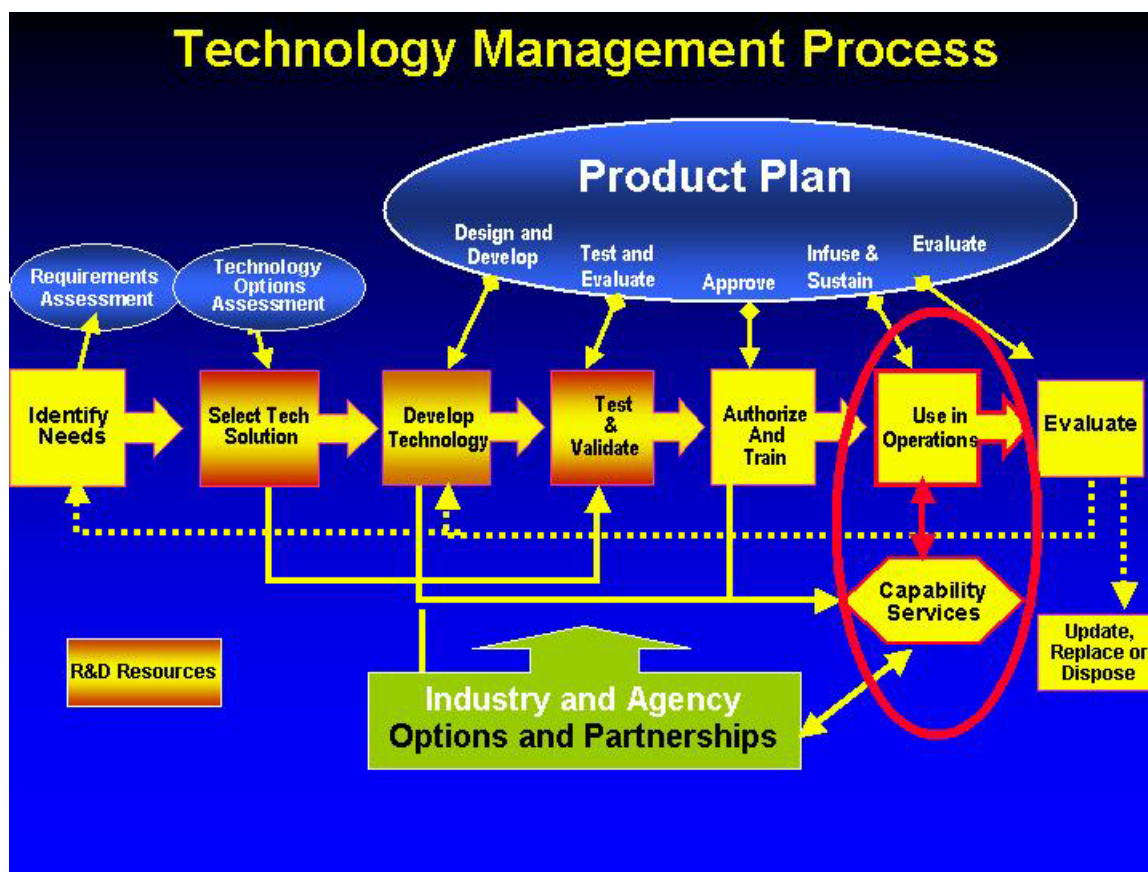 Technology Management Process
Product Plan
Design and
Develop
Test and
Evaluate
Approve
Infuse &
Sustain
Evaluate
Requirements
Assessment
Technology
Options
Assessment
Identify
Needs
Select Tech
Solution
Develop
Technology
Test
&
Validate
Authorize
And
Train
Use in
Operations
Evaluate
Capability
Services
Update,
Replace or
Dispose
R&D Resources
Industry and Agency
Options and Partnerships